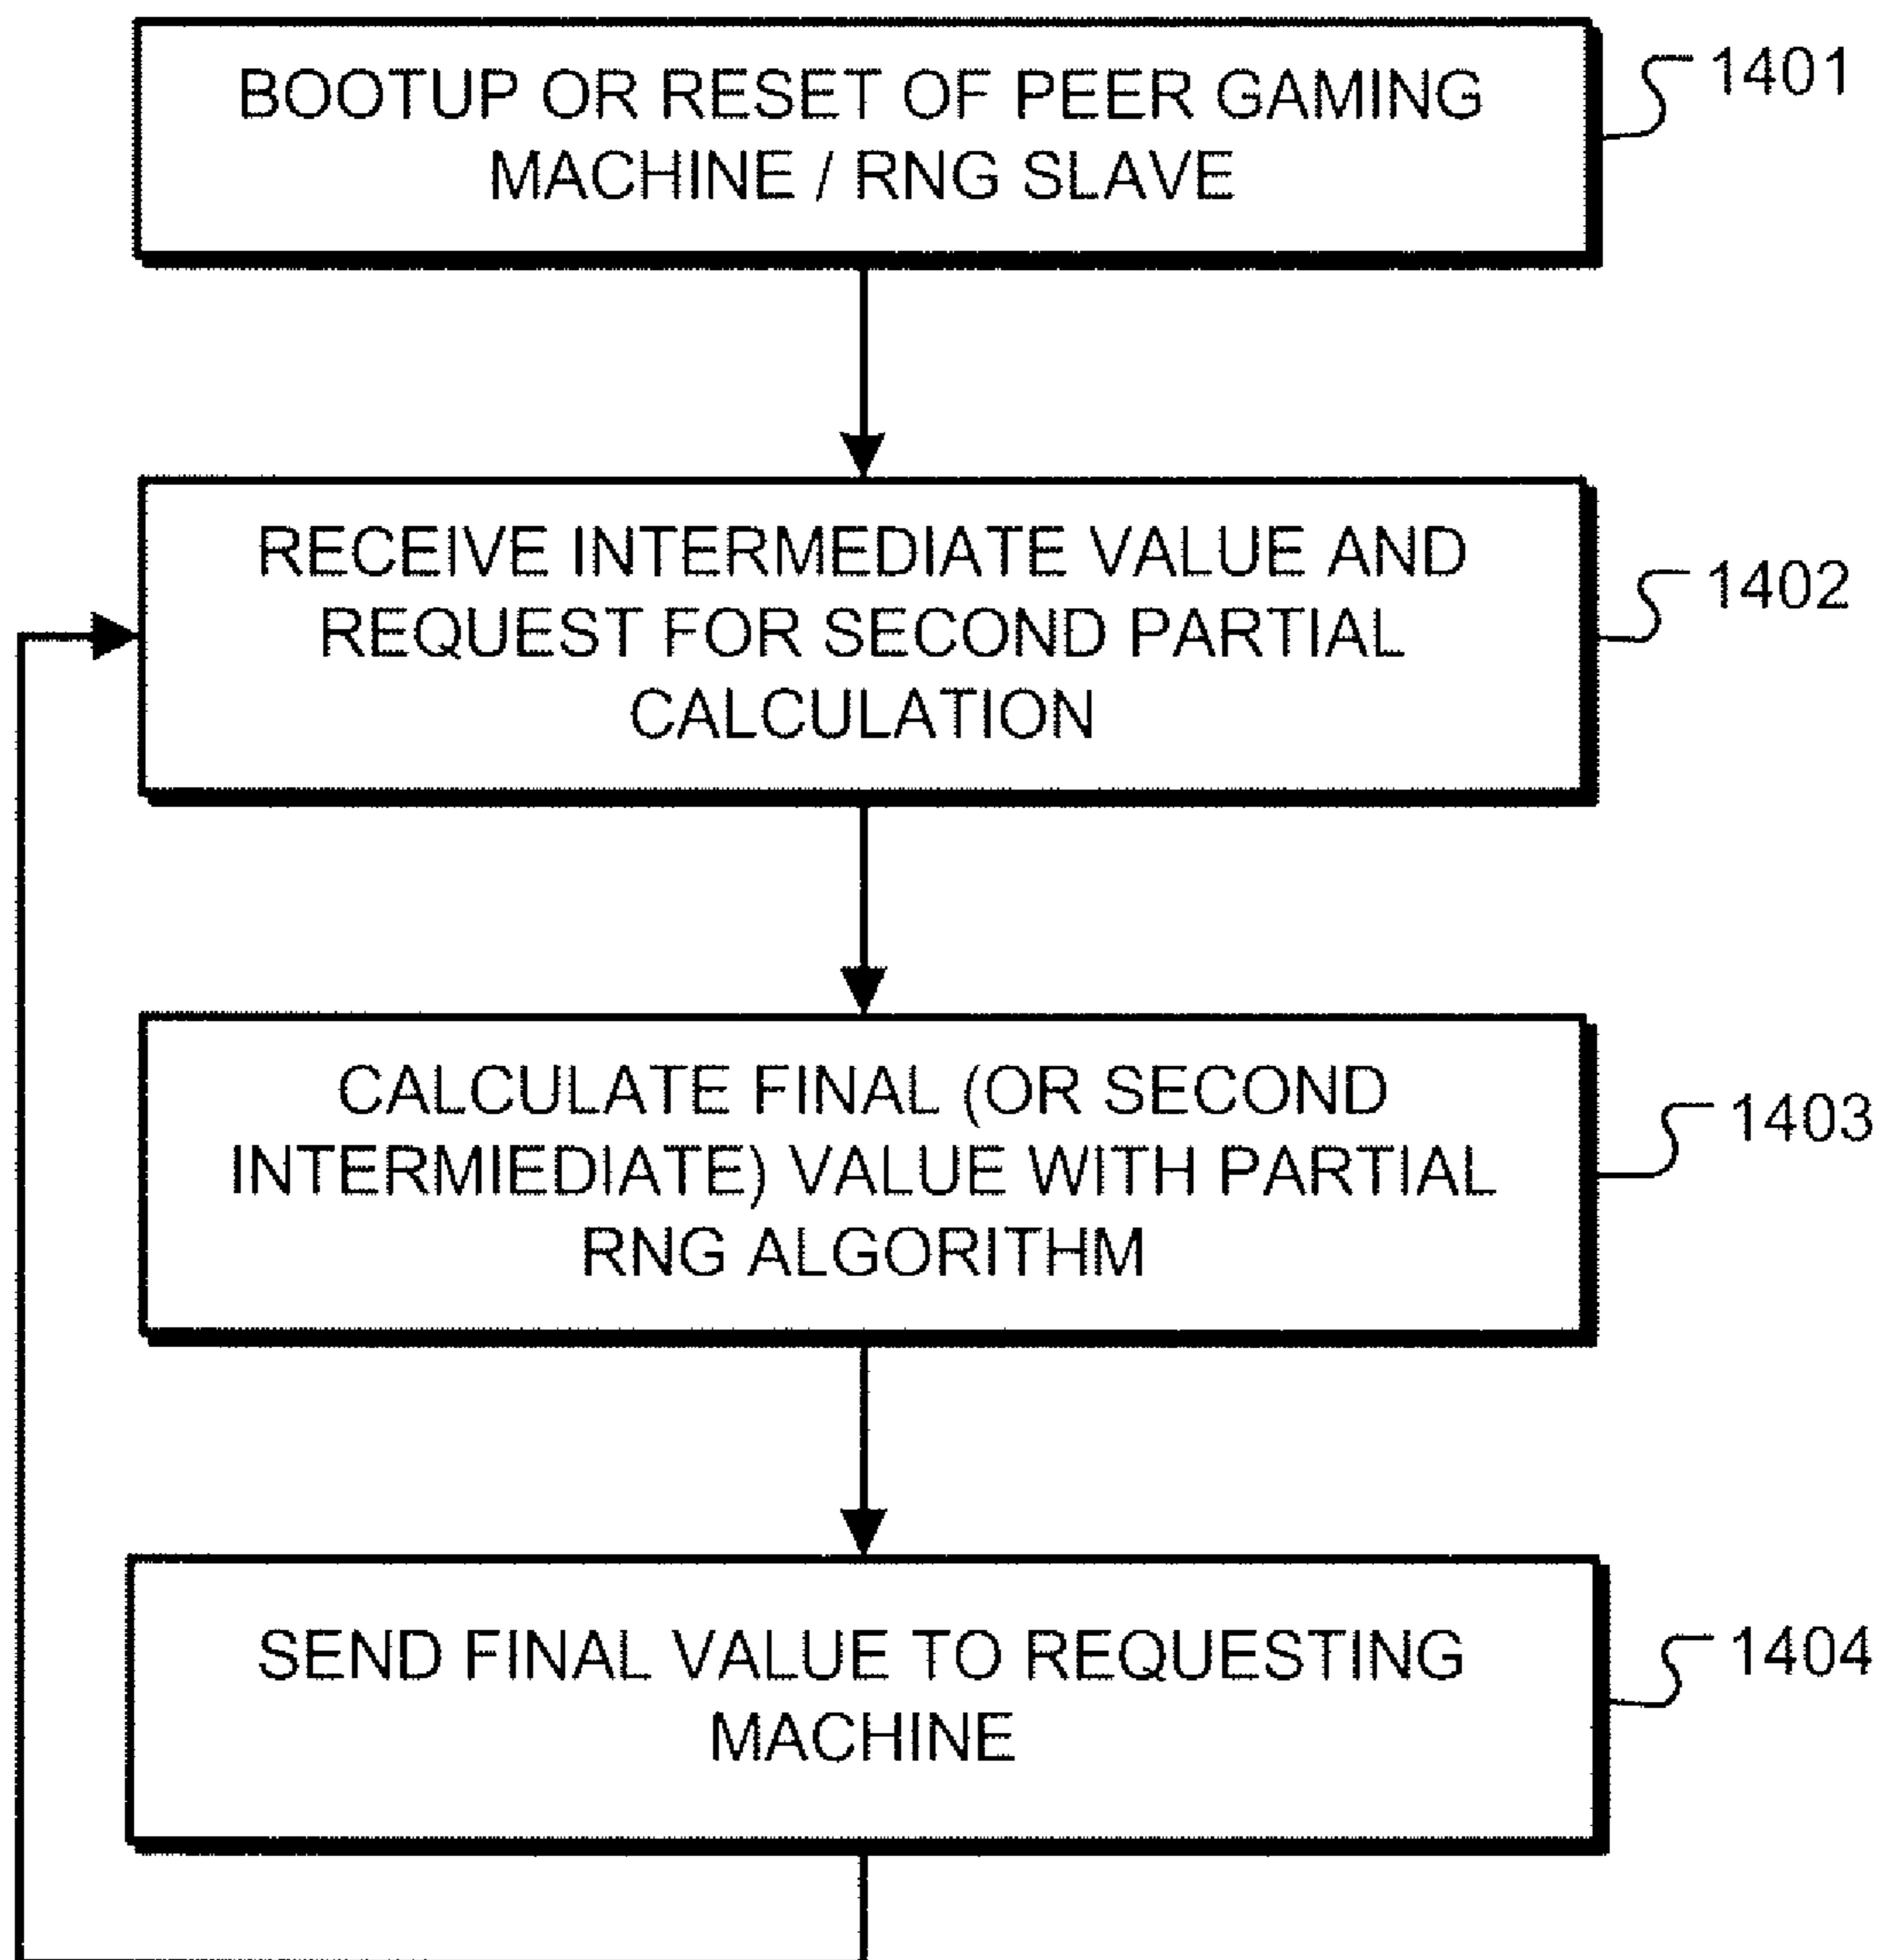 BOOTUP OR RESET OF PEER GAMING
MACHINE / RNG SLAVE
1401
RECEIVE INTERMEDIATE VALUE AND
REQUEST FOR SECOND PARTIAL
CALCULATION
1402
CALCULATE FINAL (OR SECOND
INTERMIEDIATE) VALUE WITH PARTIAL
RNG ALGORITHM
1403
SEND FINAL VALUE TO REQUESTING
MACHINE
1404